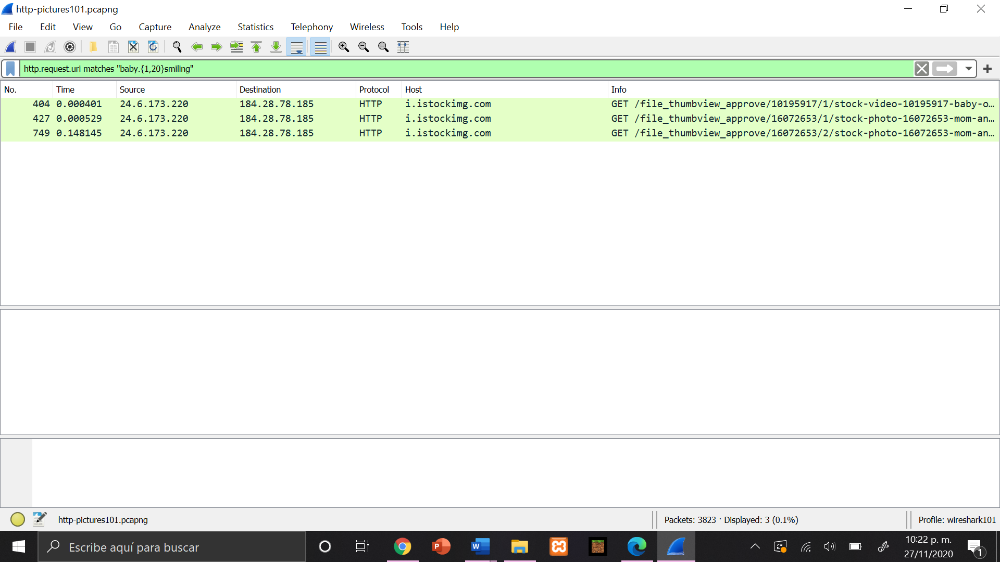 http-pictures101.pcapng
File Edit View Go Capture Analyze Statistics Telephony Wireless Tools Help
http.request.uri matches "baby.{1,20}smiling"
No. Time Source Destination Protocol Host Info
404 0.000401 24.6.173.220 184.28.78.185 HTTP i.istockimg.com GET /file_thumbview_approve/10195917/1/stock-video-10195917-baby-o...
427 0.000529 24.6.173.220 184.28.78.185 HTTP i.istockimg.com GET /file_thumbview_approve/16072653/1/stock-photo-16072653-mom-an...
749 0.148145 24.6.173.220 184.28.78.185 HTTP i.istockimg.com GET /file_thumbview_approve/16072653/2/stock-photo-16072653-mom-an...
http-pictures101.pcapng Packets: 3823 · Displayed: 3 (0.1%) Profile: wireshark101
Escribe aquí para buscar
10:22 p. m.
27/11/2020
1